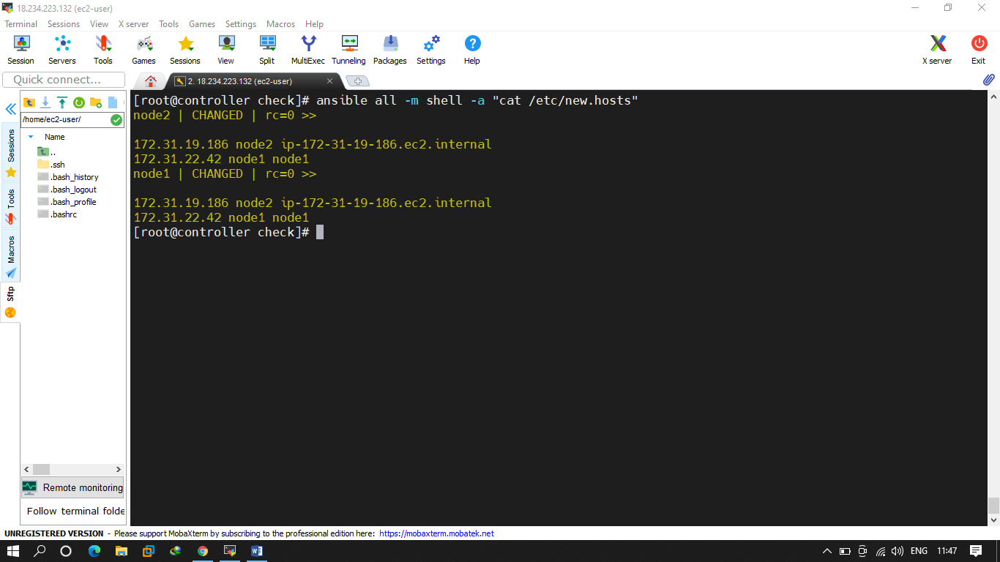 18.234.223.132 (ec2-user)
Terminal Sessions View X server Tools Games Settings Macros Help
Session Servers Tools Games Sessions View Split MultiExec Tunneling Packages Settings Help X server Exit
Quick connect...
2. 18.234.223.132 (ec2-user)
/home/ec2-user/
Name
..
.ssh
.bash_history
.bash_logout
.bash_profile
.bashrc
Sessions
Tools
Macros
Sftp
[root@controller check]# ansible all -m shell -a "cat /etc/new.hosts"
node2 | CHANGED | rc=0 >>
172.31.19.186 node2 ip-172-31-19-186.ec2.internal
172.31.22.42 node1 node1
node1 | CHANGED | rc=0 >>
172.31.19.186 node2 ip-172-31-19-186.ec2.internal
172.31.22.42 node1 node1
[root@controller check]#
Remote monitoring
Follow terminal folde
UNREGISTERED VERSION - Please support MobaXterm by subscribing to the professional edition here: https://mobaxterm.mobatek.net
ENG 11:47